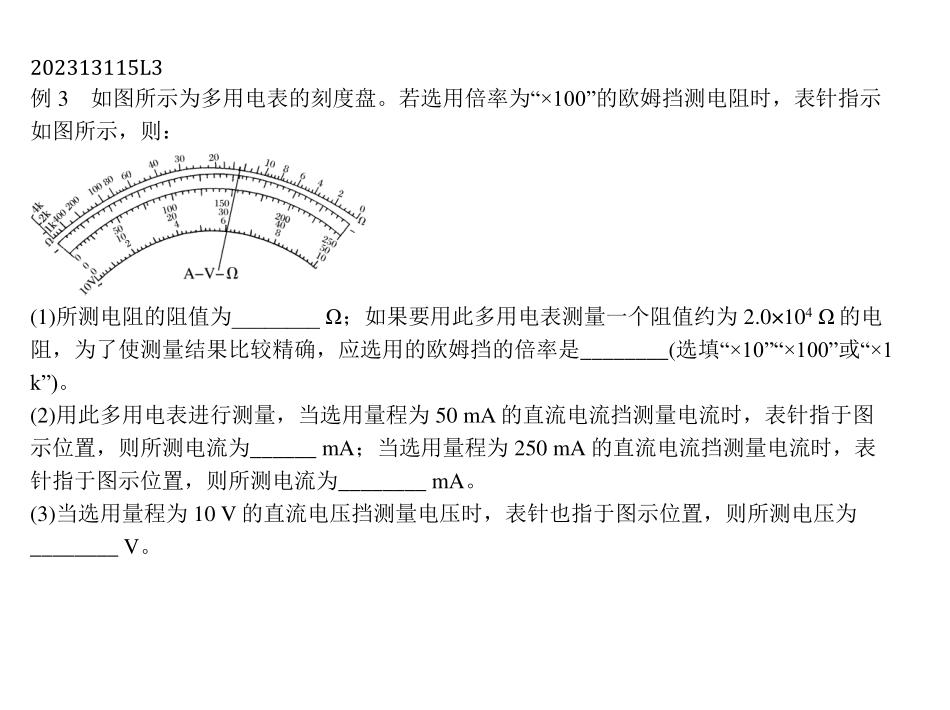 202313115L3
例 3 如图所示为多用电表的刻度盘。若选用倍率为“×100”的欧姆挡测电阻时，表针指示
如图所示，则：
4k 2k 1k 400 200 100 80 60 40 30 20 10 8 6 4 2 0 Ω
Ω
0 50 100 150 200 250
0 10 20 30 40 50
0 2 4 6 8 10
10V
A-V-Ω
(1)所测电阻的阻值为________ Ω；如果要用此多用电表测量一个阻值约为 2.0×10⁴ Ω 的电
阻，为了使测量结果比较精确，应选用的欧姆挡的倍率是________(选填“×10”“×100”或“×1
k”)。
(2)用此多用电表进行测量，当选用量程为 50 mA 的直流电流挡测量电流时，表针指于图
示位置，则所测电流为______ mA；当选用量程为 250 mA 的直流电流挡测量电流时，表
针指于图示位置，则所测电流为________ mA。
(3)当选用量程为 10 V 的直流电压挡测量电压时，表针也指于图示位置，则所测电压为
________ V。